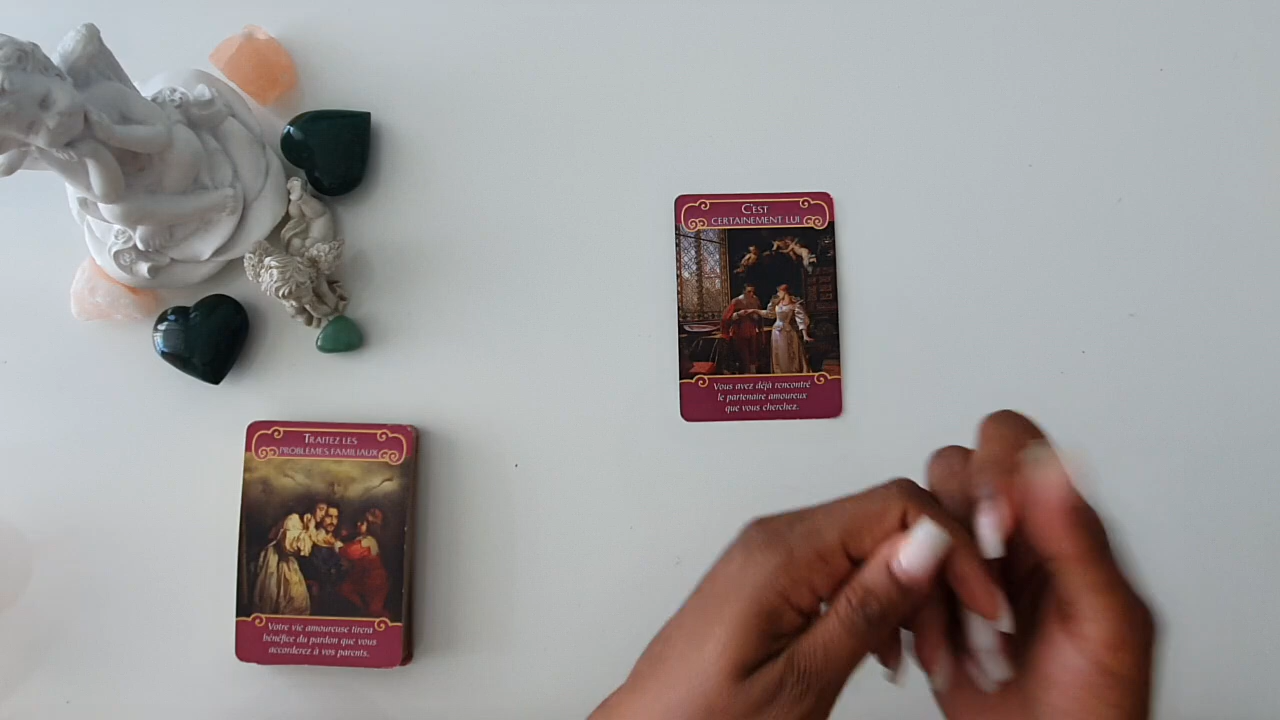 C'EST
CERTAINEMENT LUI
Vous avez déjà rencontré
le partenaire amoureux
que vous cherchez.
TRAITEZ LES
PROBLÈMES FAMILIAUX
Votre vie amoureuse tirera
bénéfice du pardon que vous
accorderez à vos parents.